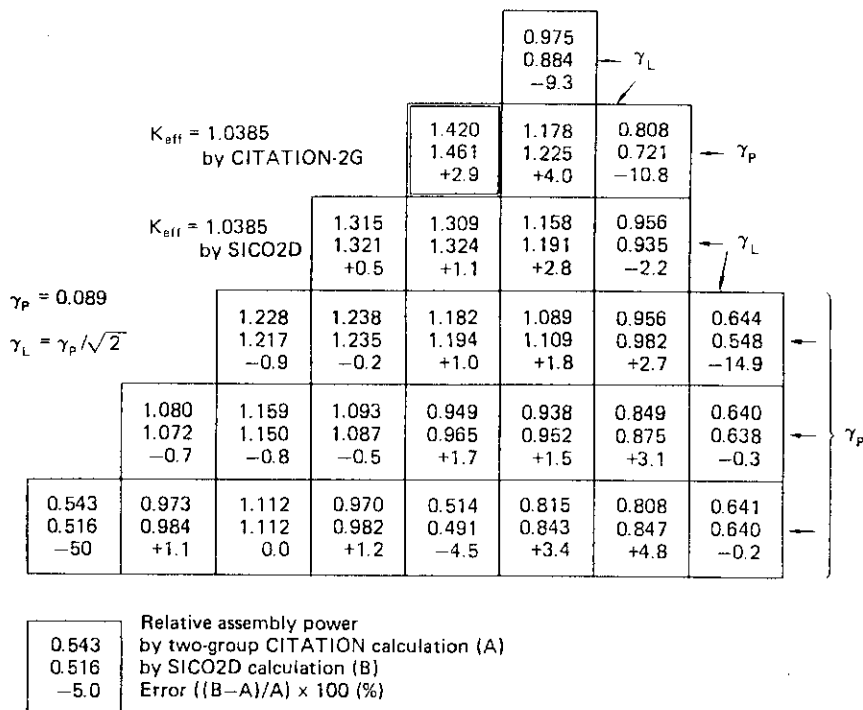 0.975
0.884 γL
−9.3
Keff = 1.0385 1.420 1.178 0.808
by CITATION-2G 1.461 1.225 0.721 γP
+2.9 +4.0 −10.8
Keff = 1.0385 1.315 1.309 1.158 0.956
by SICO2D 1.321 1.324 1.191 0.935 γL
+0.5 +1.1 +2.8 −2.2
γP = 0.089
1.228 1.238 1.182 1.089 0.956 0.644
γL = γP/√2 1.217 1.235 1.194 1.109 0.982 0.548
−0.9 −0.2 +1.0 +1.8 +2.7 −14.9
1.080 1.159 1.093 0.949 0.938 0.849 0.640
1.072 1.150 1.087 0.965 0.952 0.875 0.638 γP
−0.7 −0.8 −0.5 +1.7 +1.5 +3.1 −0.3
0.543 0.973 1.112 0.970 0.514 0.815 0.808 0.641
0.516 0.984 1.112 0.982 0.491 0.843 0.847 0.640
−50 +1.1 0.0 +1.2 −4.5 +3.4 +4.8 −0.2
Relative assembly power
0.543 by two-group CITATION calculation (A)
0.516 by SICO2D calculation (B)
−5.0 Error ((B−A)/A) x 100 (%)